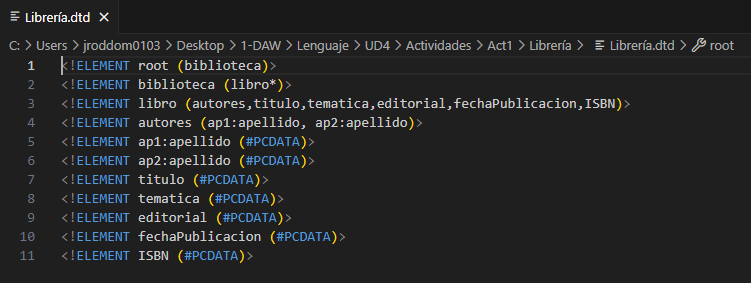 Librería.dtd
C: > Users > jroddom0103 > Desktop > 1-DAW > Lenguaje > UD4 > Actividades > Act1 > Librería > Librería.dtd > root
1 <!ELEMENT root (biblioteca)>
2 <!ELEMENT biblioteca (libro*)>
3 <!ELEMENT libro (autores,titulo,tematica,editorial,fechaPublicacion,ISBN)>
4 <!ELEMENT autores (ap1:apellido, ap2:apellido)>
5 <!ELEMENT ap1:apellido (#PCDATA)>
6 <!ELEMENT ap2:apellido (#PCDATA)>
7 <!ELEMENT titulo (#PCDATA)>
8 <!ELEMENT tematica (#PCDATA)>
9 <!ELEMENT editorial (#PCDATA)>
10 <!ELEMENT fechaPublicacion (#PCDATA)>
11 <!ELEMENT ISBN (#PCDATA)>